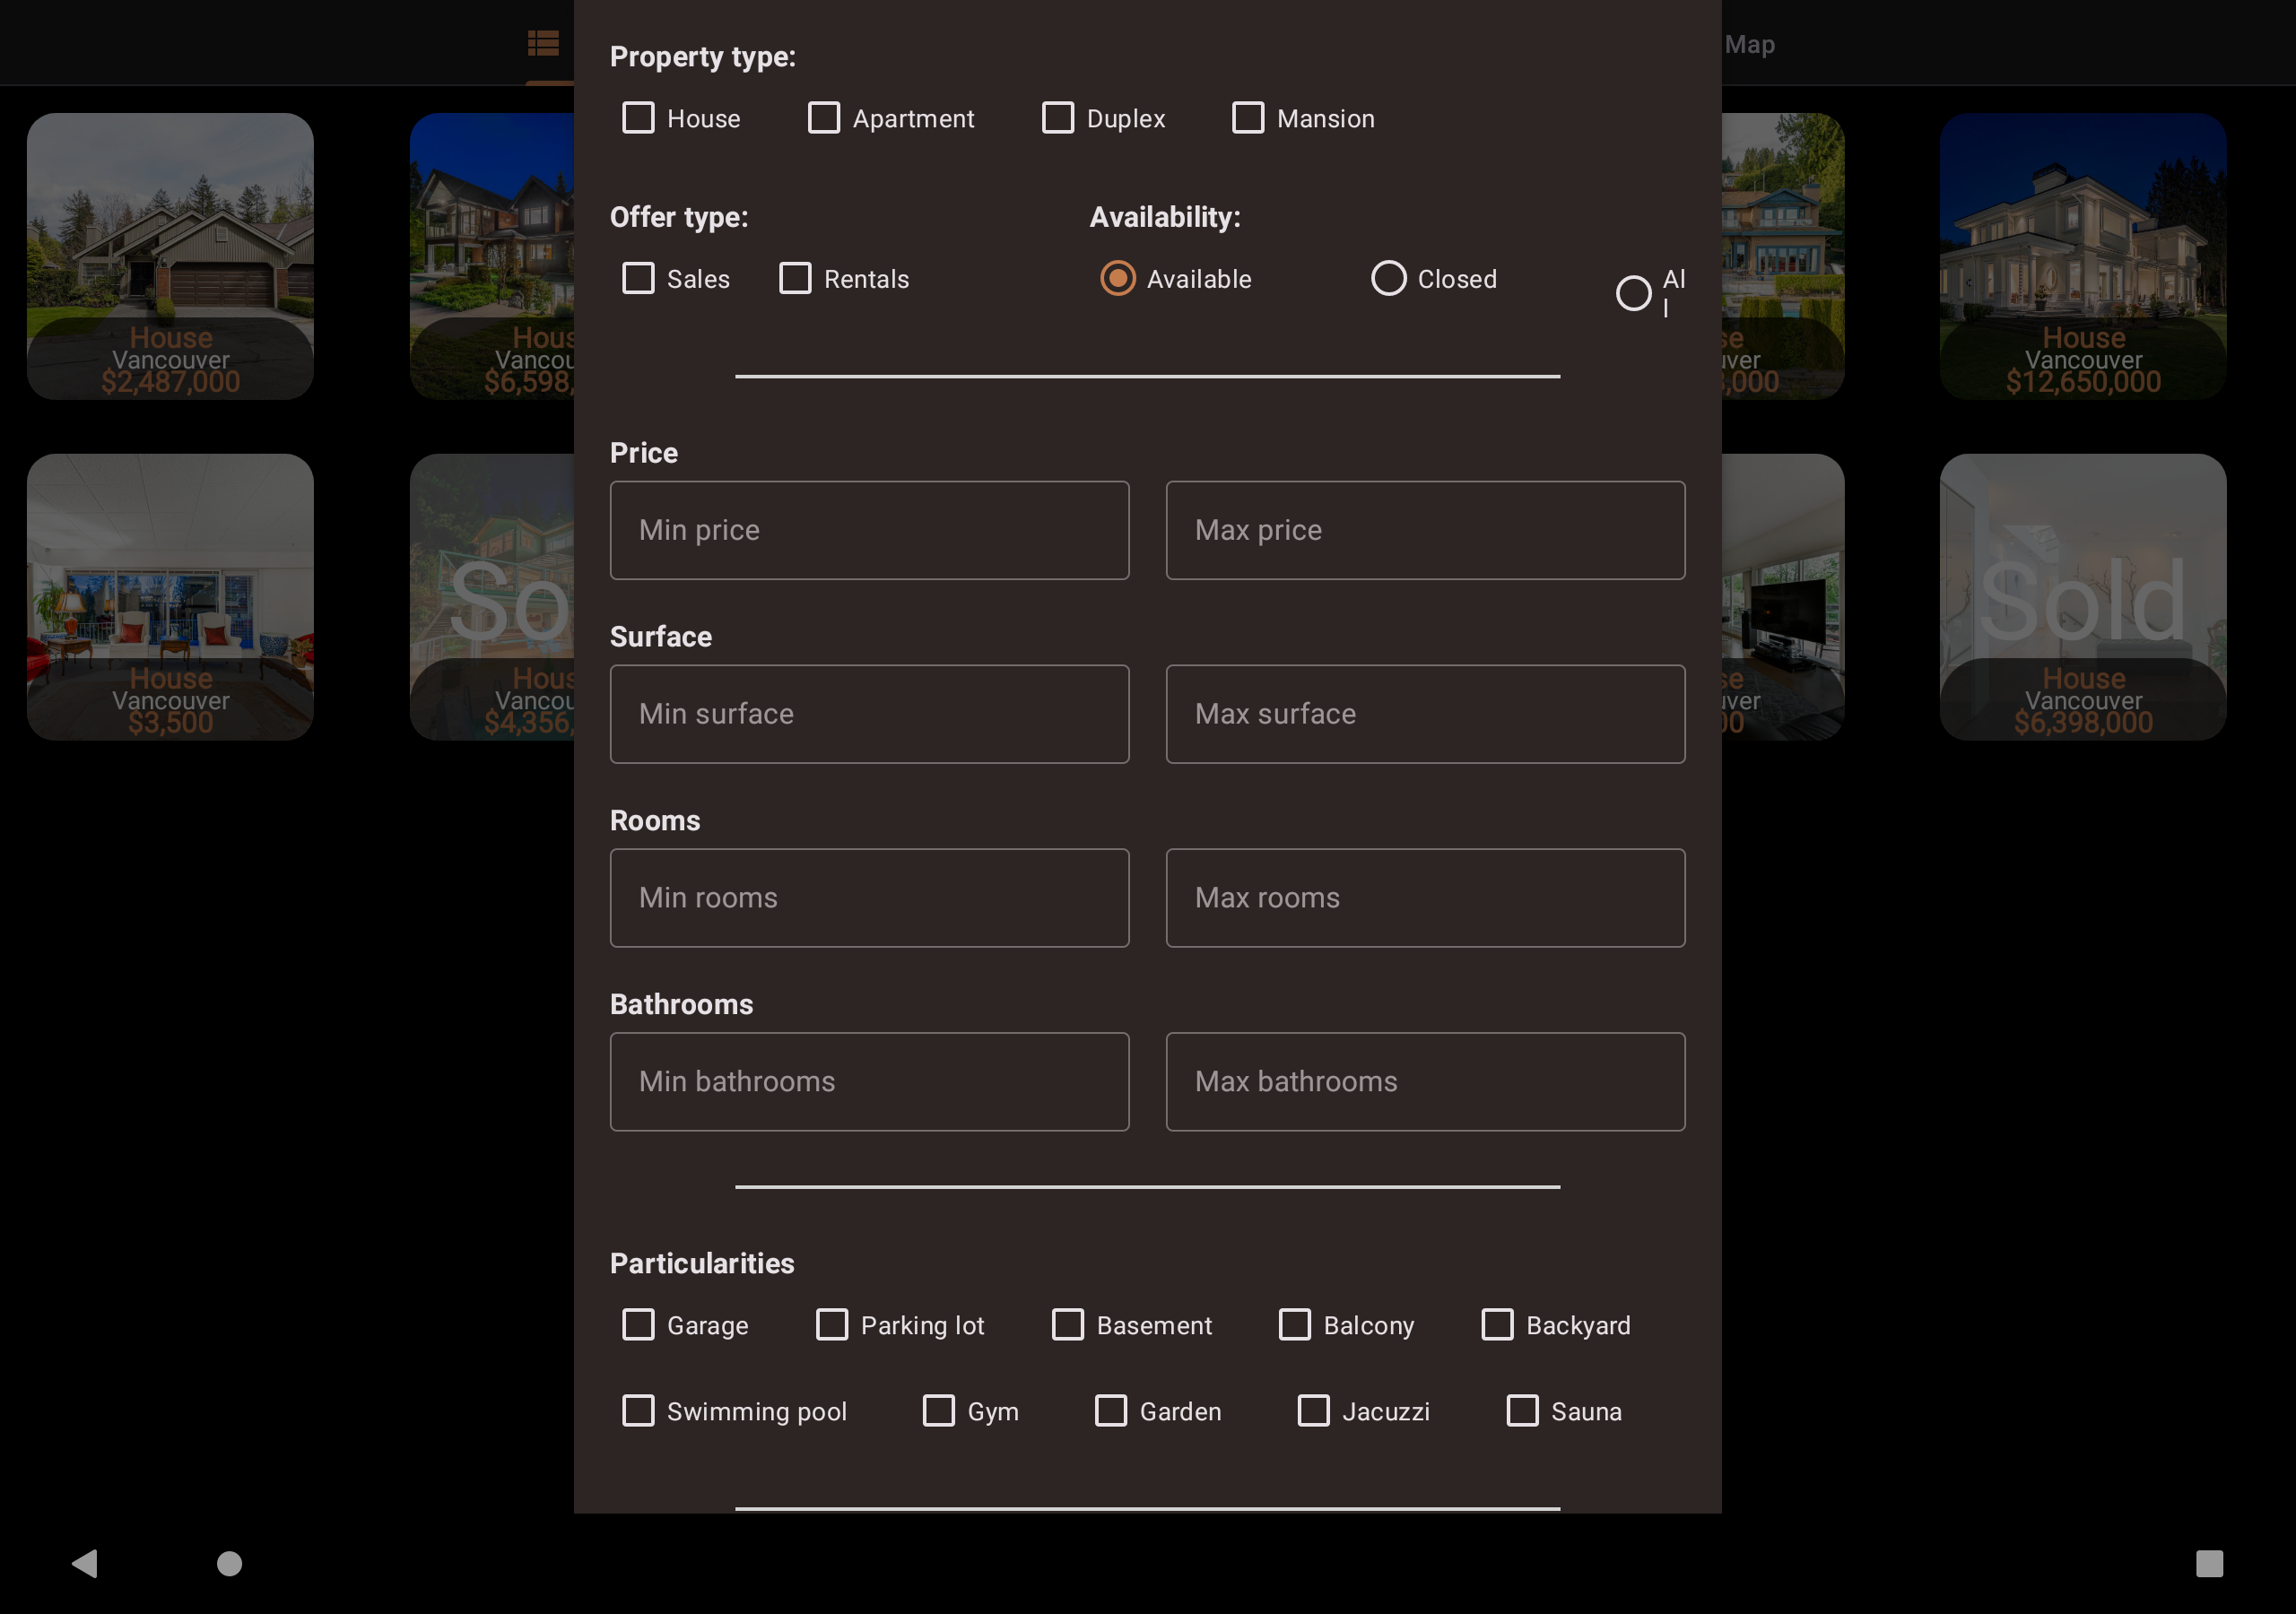 Map
Property type:
House Apartment Duplex Mansion
Offer type: Availability:
Sales Rentals Available Closed Al
l
Price
Min price Max price
Surface
Min surface Max surface
Rooms
Min rooms Max rooms
Bathrooms
Min bathrooms Max bathrooms
Particularities
Garage Parking lot Basement Balcony Backyard
Swimming pool Gym Garden Jacuzzi Sauna
House
Vancouver
$2,487,000
Hous
Vancou
$6,598,
se
uver
,000
House
Vancouver
$12,650,000
House
Vancouver
$3,500
So
Hous
Vancou
$4,356,
se
uver
00
Sold
House
Vancouver
$6,398,000